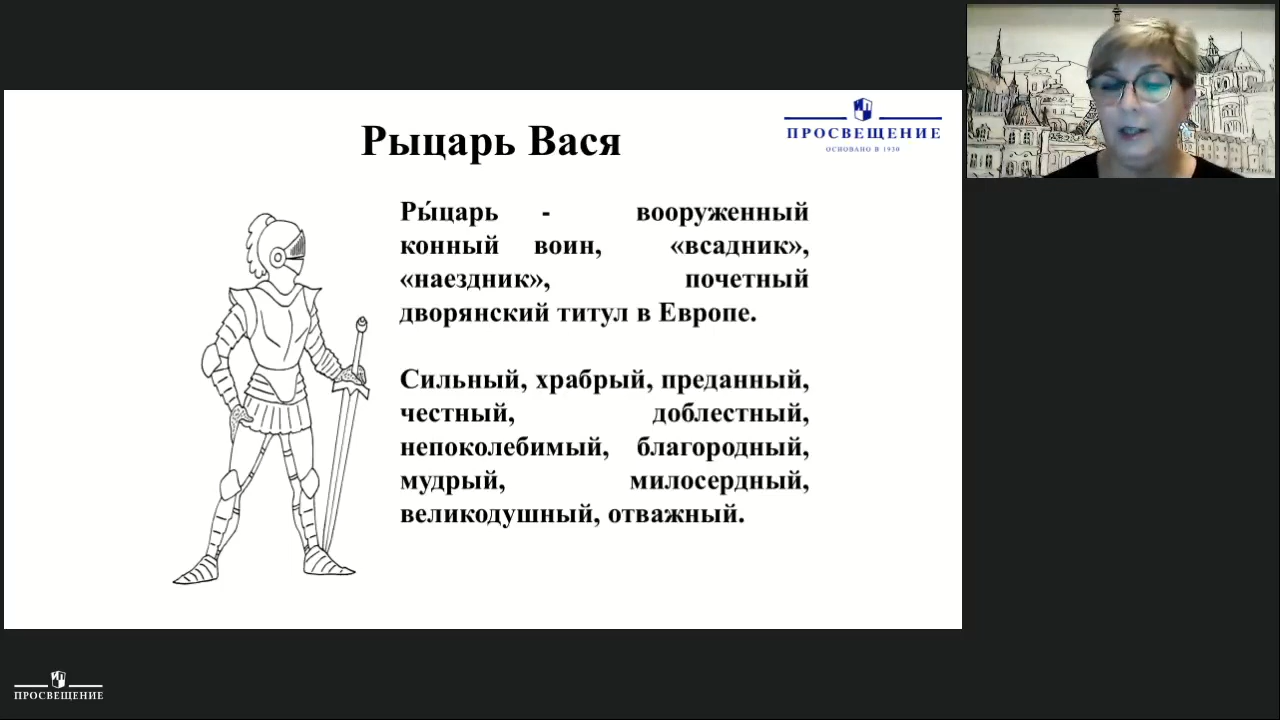 Рыцарь Вася
ПРОСВЕЩЕНИЕ
ОСНОВАНО В 1930
Ры́царь - вооруженный
конный воин, «всадник»,
«наездник», почетный
дворянский титул в Европе.
Сильный, храбрый, преданный,
честный, доблестный,
непоколебимый, благородный,
мудрый, милосердный,
великодушный, отважный.
ПРОСВЕЩЕНИЕ